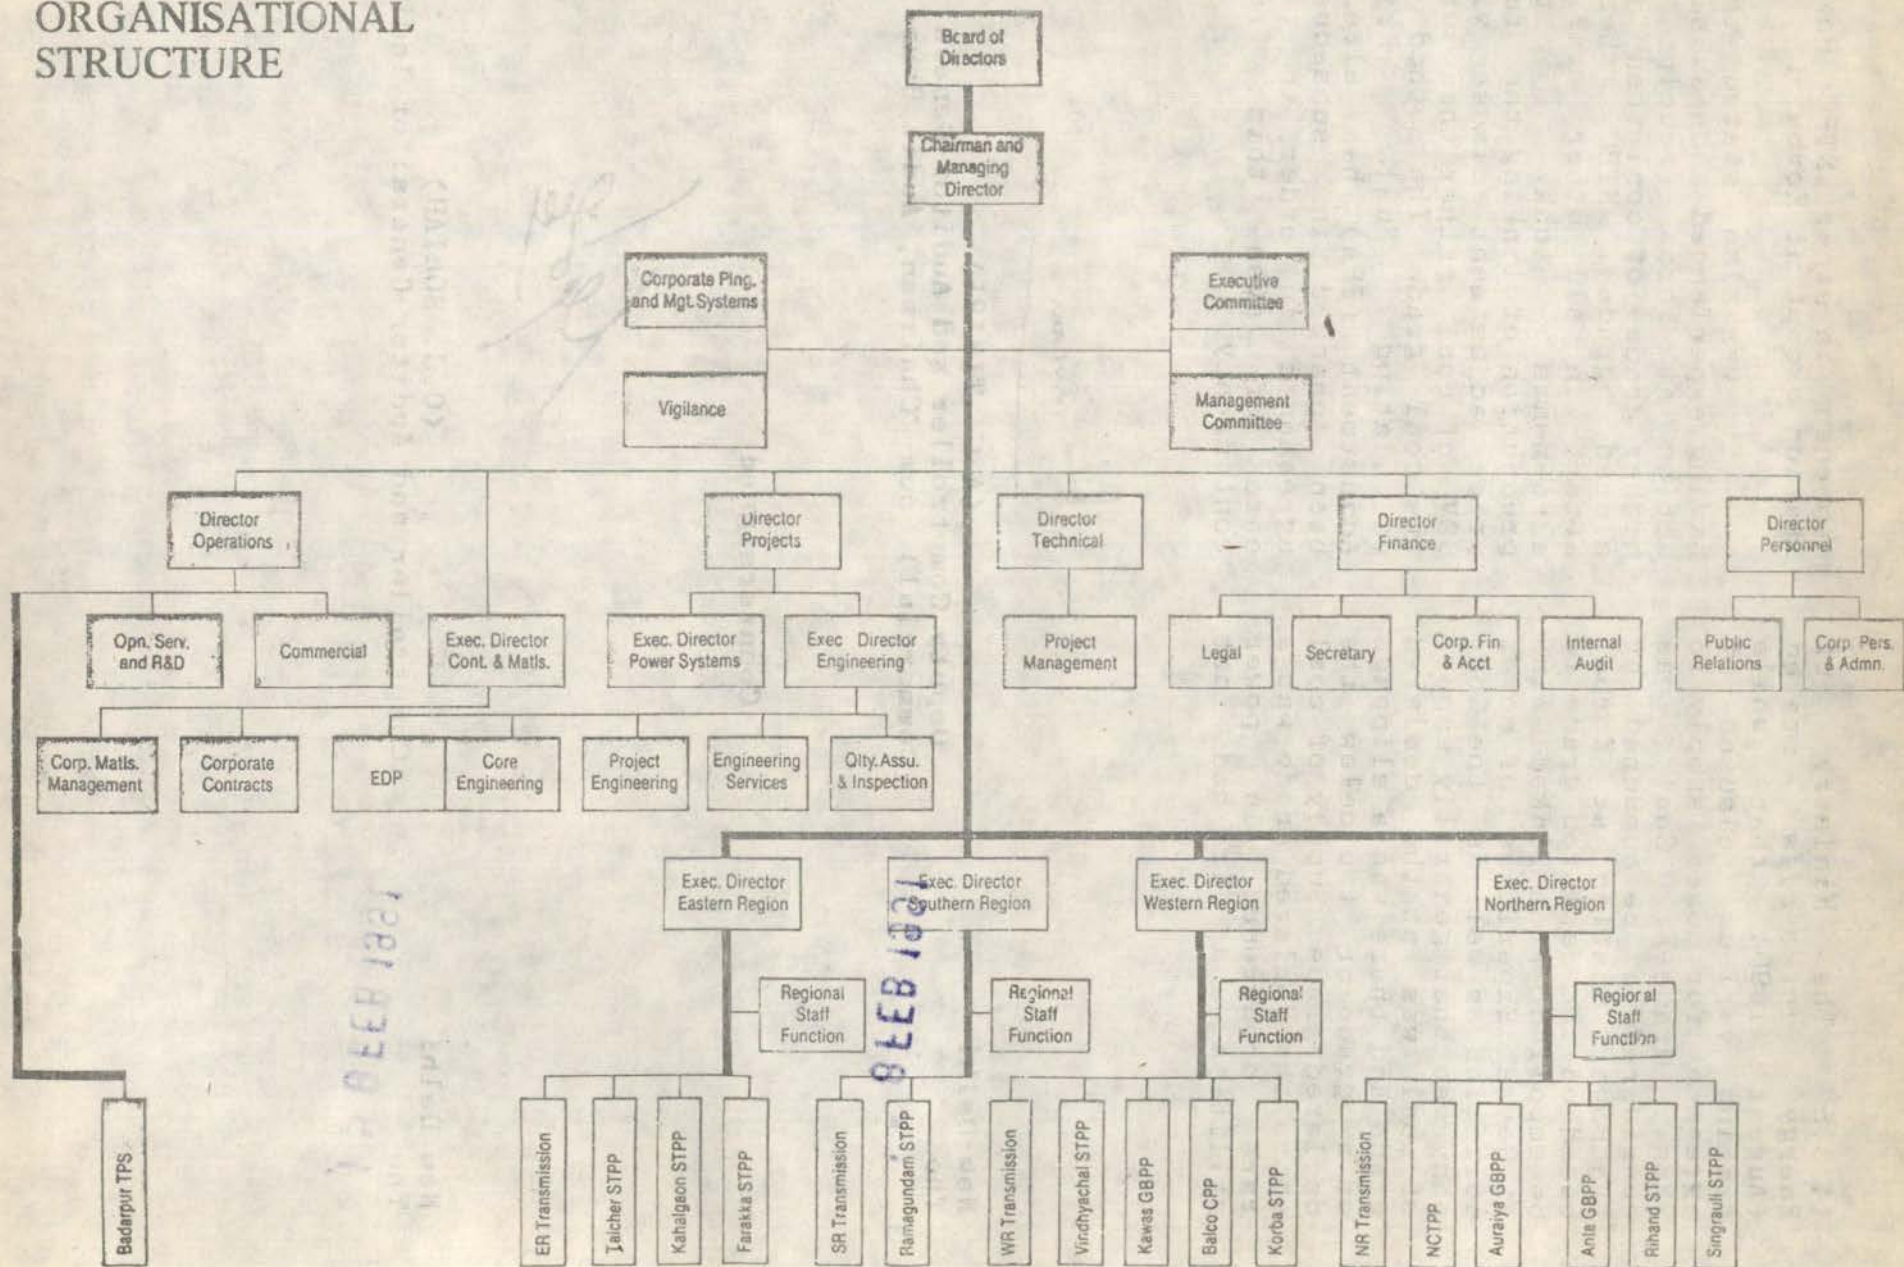 ORGANISATIONAL
STRUCTURE
Board of
Directors
Chairman and
Managing
Director
Corporate Plng.
and Mgt. Systems
Executive
Committee
Vigilance
Management
Committee
Director
Operations
Director
Projects
Director
Technical
Director
Finance
Director
Personnel
Opn. Serv.
and R&D
Commercial
Exec. Director
Cont. & Matls.
Exec. Director
Power Systems
Exec Director
Engineering
Project
Management
Legal
Secretary
Corp. Fin
& Acct
Internal
Audit
Public
Relations
Corp. Pers.
& Admn.
Corp. Matls.
Management
Corporate
Contracts
EDP
Core
Engineering
Project
Engineering
Engineering
Services
Qlty. Assu.
& Inspection
Exec. Director
Eastern Region
Exec. Director
Southern Region
Exec. Director
Western Region
Exec. Director
Northern Region
Regional
Staff
Function
Regional
Staff
Function
Regional
Staff
Function
Regional
Staff
Function
Badarpur TPS
ER Transmission
Talcher STPP
Kahalgaon STPP
Farakka STPP
SR Transmission
Ramagundam STPP
WR Transmission
Vindhyachal STPP
Kawas GBPP
Balco CPP
Korba STPP
NR Transmission
NCTPP
Auraiya GBPP
Anta GBPP
Rihand STPP
Singrauli STPP